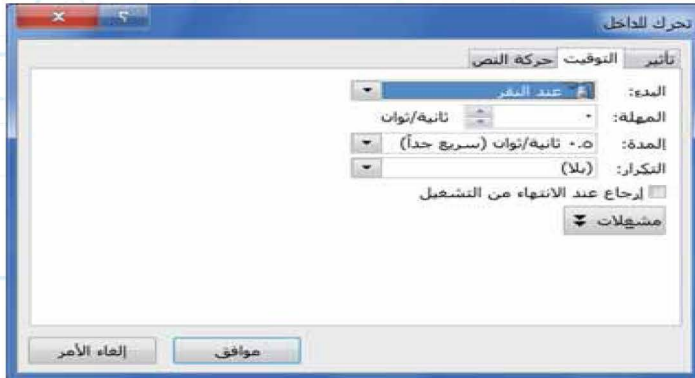 تحرك للداخل
تأثير التوقيت حركة النص
البدء: عند النقر
المهلة: ٠ ثانية/ثوان
المدة: ٠.٥ ثانية/ثوان (سريع جداً)
التكرار: (بلا)
إرجاع عند الانتهاء من التشغيل
مشغلات
موافق إلغاء الأمر